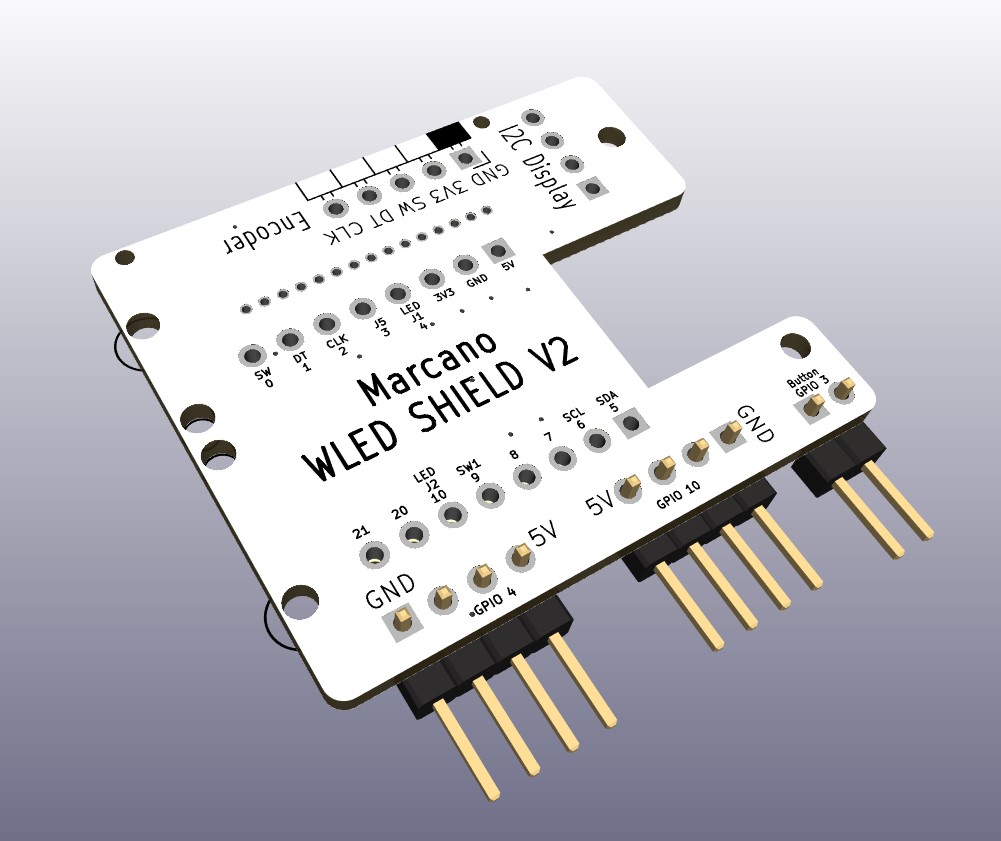 I2C Display
GND 3V3 SW DT CLK
Encoder
SW
0
DT
1
CLK
2
J5
3
LED
J1
4
3V3
GND
5V
Marcano
WLED SHIELD V2
21
20
LED
J2
10
SW1
9
8
7
SCL
6
SDA
5
GND
GPIO 4
5V
5V
GPIO 10
GND
Button
GPIO 3